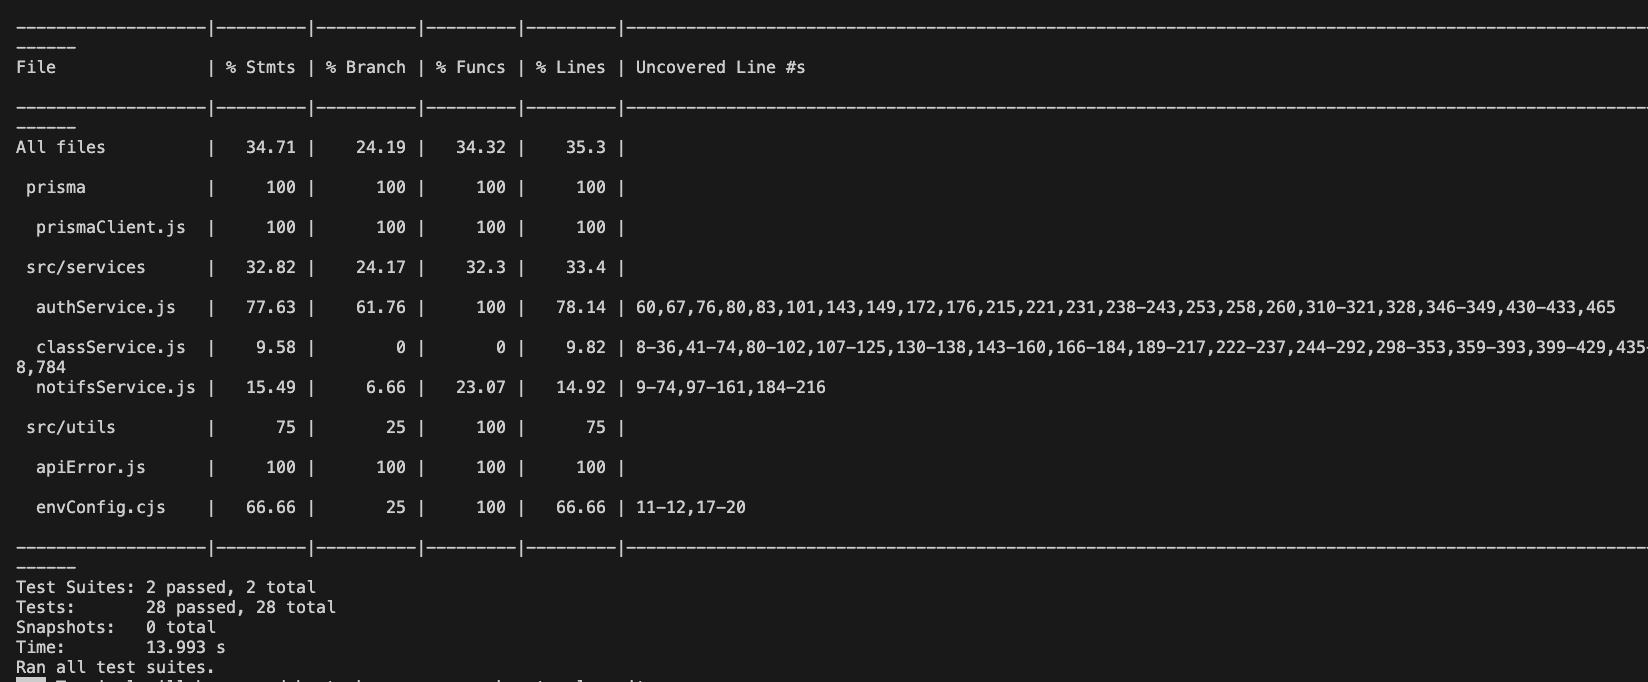 -------------------|---------|----------|---------|---------|------------------------------------------------------------------------------------------------------
------
File               | % Stmts | % Branch | % Funcs | % Lines | Uncovered Line #s
-------------------|---------|----------|---------|---------|------------------------------------------------------------------------------------------------------
------
All files          |   34.71 |    24.19 |   34.32 |    35.3 |
 prisma            |     100 |      100 |     100 |     100 |
  prismaClient.js  |     100 |      100 |     100 |     100 |
 src/services      |   32.82 |    24.17 |    32.3 |    33.4 |
  authService.js   |   77.63 |    61.76 |     100 |   78.14 | 60,67,76,80,83,101,143,149,172,176,215,221,231,238-243,253,258,260,310-321,328,346-349,430-433,465
  classService.js  |    9.58 |        0 |       0 |    9.82 | 8-36,41-74,80-102,107-125,130-138,143-160,166-184,189-217,222-237,244-292,298-353,359-393,399-429,435-
8,784
  notifsService.js |   15.49 |     6.66 |   23.07 |   14.92 | 9-74,97-161,184-216
 src/utils         |      75 |       25 |     100 |      75 |
  apiError.js      |     100 |      100 |     100 |     100 |
  envConfig.cjs    |   66.66 |       25 |     100 |   66.66 | 11-12,17-20
-------------------|---------|----------|---------|---------|------------------------------------------------------------------------------------------------------
------
Test Suites: 2 passed, 2 total
Tests:       28 passed, 28 total
Snapshots:   0 total
Time:        13.993 s
Ran all test suites.